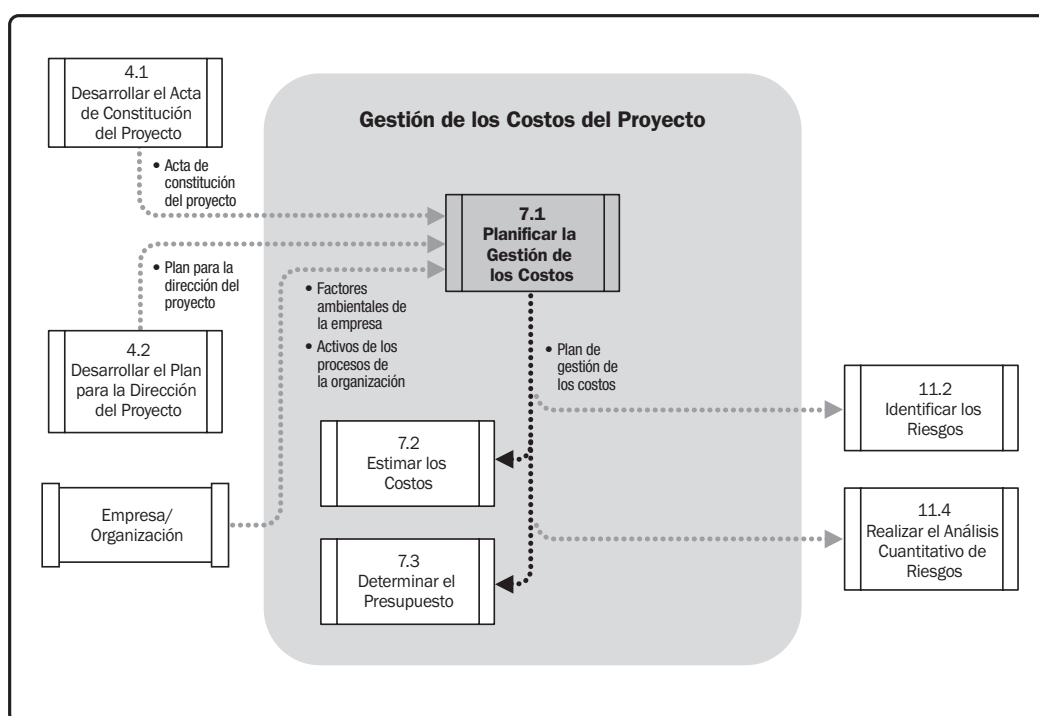 4.1
Desarrollar el Acta
de Constitución
del Proyecto
Gestión de los Costos del Proyecto
• Acta de
constitución
del proyecto
7.1
Planificar la
Gestión de
los Costos
• Plan para la
dirección del
proyecto
• Factores
ambientales de
la empresa
• Activos de los
procesos de
la organización
4.2
Desarrollar el Plan
para la Dirección
del Proyecto
• Plan de
gestión de
los costos
11.2
Identificar los
Riesgos
7.2
Estimar los
Costos
Empresa/
Organización
11.4
Realizar el Análisis
Cuantitativo de
Riesgos
7.3
Determinar el
Presupuesto